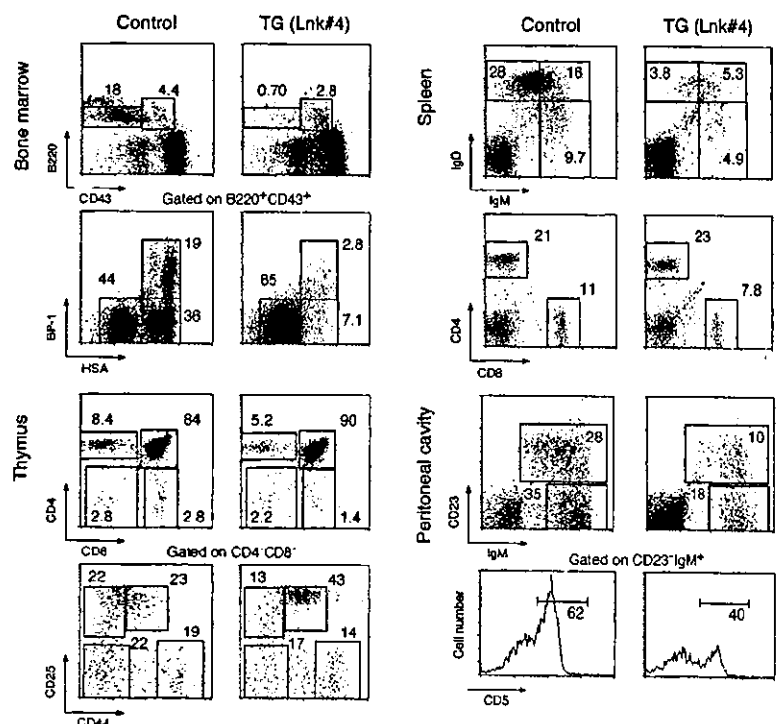 Control TG (Lnk#4)
Bone marrow
18 4.4
0.70 2.8
B220
CD43
Gated on B220+CD43+
44 19 36
85 2.8 7.1
BP-1
HSA
Thymus
8.4 84
2.8 2.8
5.2 90
2.2 1.4
CD4
CD8
Gated on CD4-CD8-
22 23
22 19
13 43
17 14
CD25
CD44
Control TG (Lnk#4)
Spleen
28 16
9.7
3.8 5.3
4.9
IgD
IgM
21
11
23
7.8
CD4
CD8
Peritoneal cavity
28
35
10
18
CD23
IgM
Gated on CD23-IgM+
62
40
Cell number
CD5